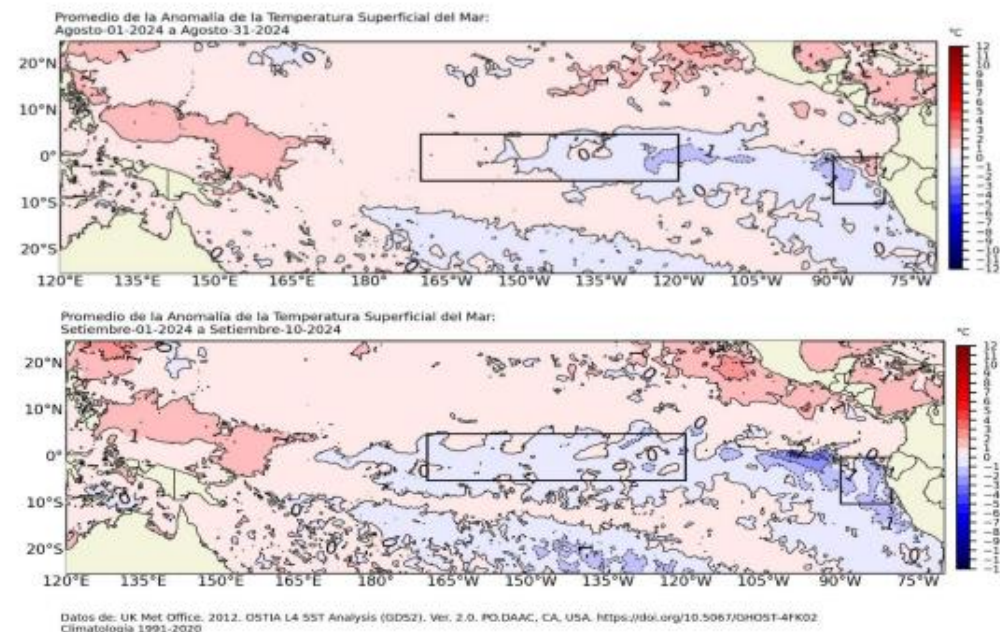 Promedio de la Anomalía de la Temperatura Superficial del Mar:
Agosto-01-2024 a Agosto-31-2024
°C
20°N
10°N
0°
10°S
20°S
120°E 135°E 150°E 165°E 180° 165°W 150°W 135°W 120°W 105°W 90°W 75°W
Promedio de la Anomalía de la Temperatura Superficial del Mar:
Setiembre-01-2024 a Setiembre-10-2024
°C
20°N
10°N
0°
10°S
20°S
120°E 135°E 150°E 165°E 180° 165°W 150°W 135°W 120°W 105°W 90°W 75°W
Datos de: UK Met Office. 2012. OSTIA L4 SST Analysis (GDS2). Ver. 2.0. PO.DAAC, CA, USA. https://doi.org/10.5067/GHOST-4FK02
Climatología 1991-2020